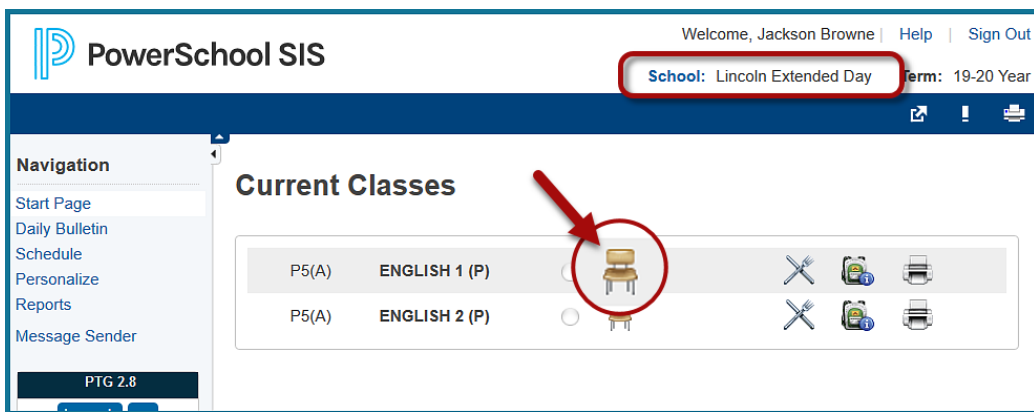 Welcome, Jackson Browne | Help | Sign Out
PowerSchool SIS
School: Lincoln Extended Day Term: 19-20 Year
Navigation
Start Page
Daily Bulletin
Schedule
Personalize
Reports
Message Sender
PTG 2.8
Current Classes
P5(A) ENGLISH 1 (P)
P5(A) ENGLISH 2 (P)